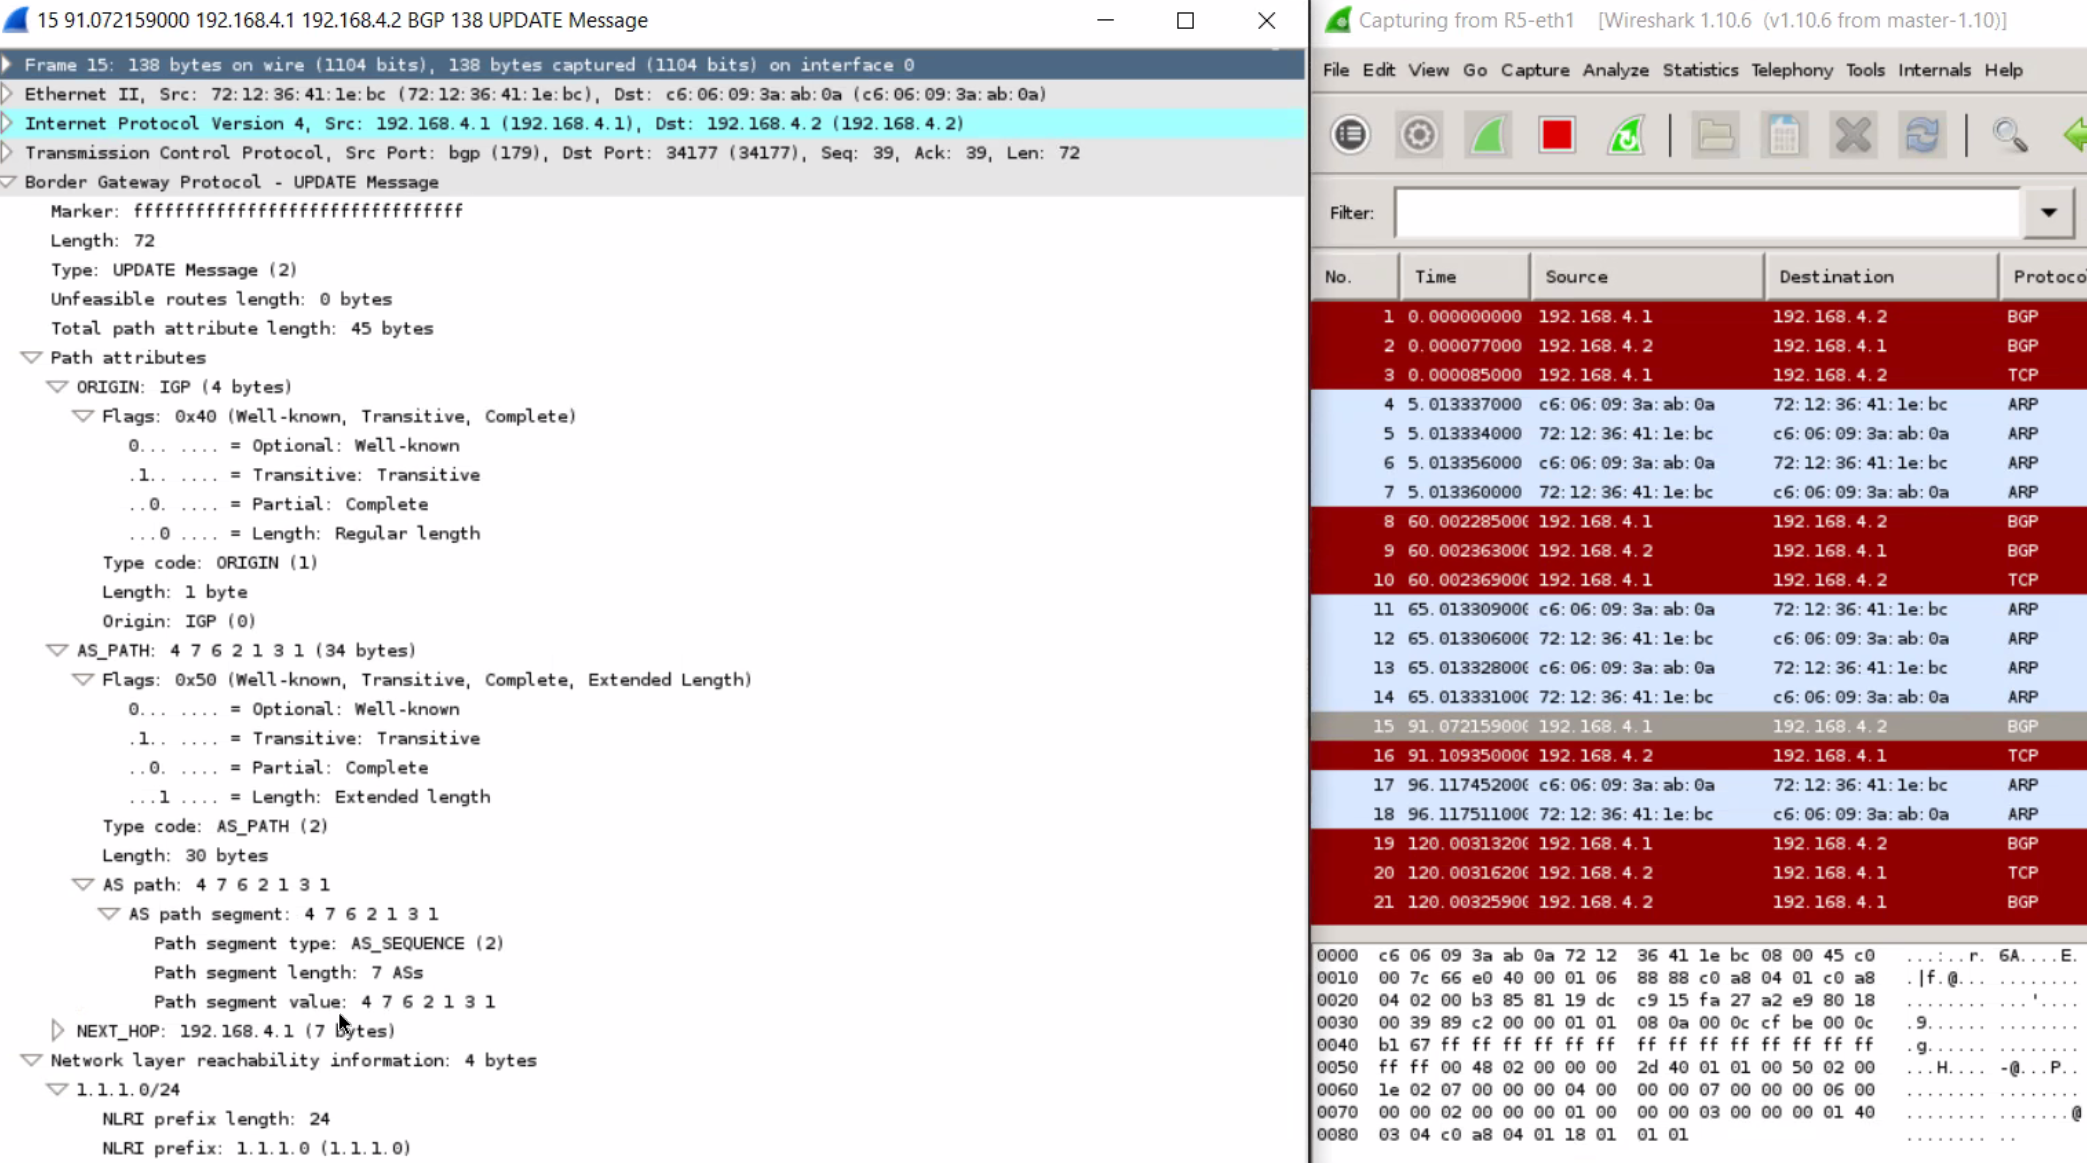 15 91.072159000 192.168.4.1 192.168.4.2 BGP 138 UPDATE Message
Frame 15: 138 bytes on wire (1104 bits), 138 bytes captured (1104 bits) on interface 0
Ethernet II, Src: 72:12:36:41:1e:bc (72:12:36:41:1e:bc), Dst: c6:06:09:3a:ab:0a (c6:06:09:3a:ab:0a)
Internet Protocol Version 4, Src: 192.168.4.1 (192.168.4.1), Dst: 192.168.4.2 (192.168.4.2)
Transmission Control Protocol, Src Port: bgp (179), Dst Port: 34177 (34177), Seq: 39, Ack: 39, Len: 72
Border Gateway Protocol - UPDATE Message
Marker: ffffffffffffffffffffffffffffffff
Length: 72
Type: UPDATE Message (2)
Unfeasible routes length: 0 bytes
Total path attribute length: 45 bytes
Path attributes
ORIGIN: IGP (4 bytes)
Flags: 0x40 (Well-known, Transitive, Complete)
0... .... = Optional: Well-known
.1.. .... = Transitive: Transitive
..0. .... = Partial: Complete
...0 .... = Length: Regular length
Type code: ORIGIN (1)
Length: 1 byte
Origin: IGP (0)
AS_PATH: 4 7 6 2 1 3 1 (34 bytes)
Flags: 0x50 (Well-known, Transitive, Complete, Extended Length)
0... .... = Optional: Well-known
.1.. .... = Transitive: Transitive
..0. .... = Partial: Complete
...1 .... = Length: Extended length
Type code: AS_PATH (2)
Length: 30 bytes
AS path: 4 7 6 2 1 3 1
AS path segment: 4 7 6 2 1 3 1
Path segment type: AS_SEQUENCE (2)
Path segment length: 7 ASs
Path segment value: 4 7 6 2 1 3 1
NEXT_HOP: 192.168.4.1 (7 bytes)
Network layer reachability information: 4 bytes
1.1.1.0/24
NLRI prefix length: 24
NLRI prefix: 1.1.1.0 (1.1.1.0)
Capturing from R5-eth1 [Wireshark 1.10.6 (v1.10.6 from master-1.10)]
File Edit View Go Capture Analyze Statistics Telephony Tools Internals Help
Filter:
No. Time Source Destination Protoco
1 0.000000000 192.168.4.1 192.168.4.2 BGP
2 0.000077000 192.168.4.2 192.168.4.1 BGP
3 0.000085000 192.168.4.1 192.168.4.2 TCP
4 5.013337000 c6:06:09:3a:ab:0a 72:12:36:41:1e:bc ARP
5 5.013334000 72:12:36:41:1e:bc c6:06:09:3a:ab:0a ARP
6 5.013356000 c6:06:09:3a:ab:0a 72:12:36:41:1e:bc ARP
7 5.013360000 72:12:36:41:1e:bc c6:06:09:3a:ab:0a ARP
8 60.002285000 192.168.4.1 192.168.4.2 BGP
9 60.002363000 192.168.4.2 192.168.4.1 BGP
10 60.002369000 192.168.4.1 192.168.4.2 TCP
11 65.013309000 c6:06:09:3a:ab:0a 72:12:36:41:1e:bc ARP
12 65.013306000 72:12:36:41:1e:bc c6:06:09:3a:ab:0a ARP
13 65.013328000 c6:06:09:3a:ab:0a 72:12:36:41:1e:bc ARP
14 65.013331000 72:12:36:41:1e:bc c6:06:09:3a:ab:0a ARP
15 91.072159000 192.168.4.1 192.168.4.2 BGP
16 91.109350000 192.168.4.2 192.168.4.1 TCP
17 96.117452000 c6:06:09:3a:ab:0a 72:12:36:41:1e:bc ARP
18 96.117511000 72:12:36:41:1e:bc c6:06:09:3a:ab:0a ARP
19 120.00313200 192.168.4.1 192.168.4.2 BGP
20 120.00316200 192.168.4.2 192.168.4.1 TCP
21 120.00325900 192.168.4.2 192.168.4.1 BGP
0000 c6 06 09 3a ab 0a 72 12 36 41 1e bc 08 00 45 c0 ...:..r. 6A....E.
0010 00 7c 66 e0 40 00 01 06 88 88 c0 a8 04 01 c0 a8 .|f.@... ........
0020 04 02 00 b3 85 81 19 dc c9 15 fa 27 a2 e9 80 18 ........ ...'....
0030 00 39 89 c2 00 00 01 01 08 0a 00 0c cf be 00 0c .9...... ........
0040 b1 67 ff ff ff ff ff ff ff ff ff ff ff ff ff ff .g...... ........
0050 ff ff 00 48 02 00 00 00 2d 40 01 01 00 50 02 00 ...H.... -@...P..
0060 1e 02 07 00 00 00 04 00 00 00 07 00 00 00 06 00 ........ ........
0070 00 00 02 00 00 00 01 00 00 00 03 00 00 00 01 40 ........ .......@
0080 03 04 c0 a8 04 01 18 01 01 01 ........ ..